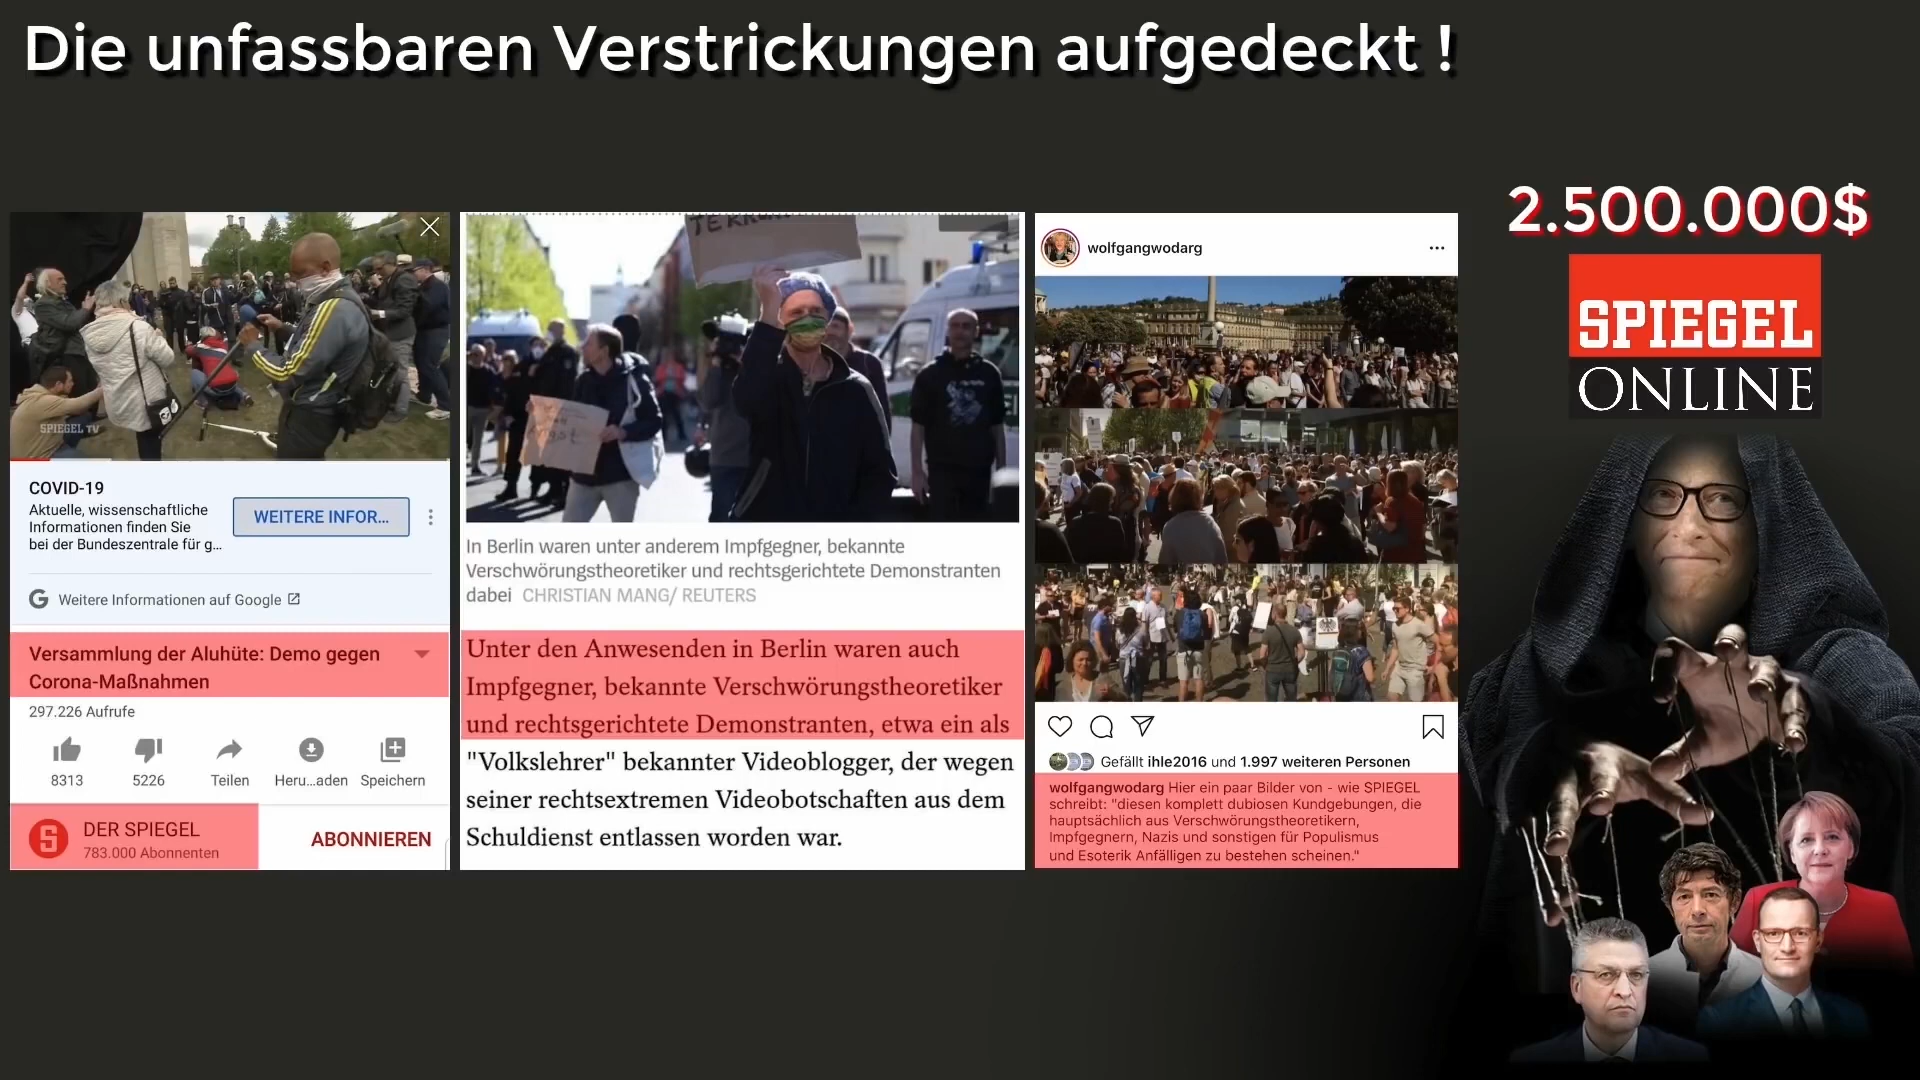 Die unfassbaren Verstrickungen aufgedeckt !
SPIEGEL TV
COVID-19
Aktuelle, wissenschaftliche
Informationen finden Sie
bei der Bundeszentrale für g...
WEITERE INFOR...
Weitere Informationen auf Google
Versammlung der Aluhüte: Demo gegen
Corona-Maßnahmen
297.226 Aufrufe
8313
5226
Teilen
Heru...aden
Speichern
DER SPIEGEL
783.000 Abonnenten
ABONNIEREN
In Berlin waren unter anderem Impfgegner, bekannte
Verschwörungstheoretiker und rechtsgerichtete Demonstranten
dabei CHRISTIAN MANG/ REUTERS
Unter den Anwesenden in Berlin waren auch
Impfgegner, bekannte Verschwörungstheoretiker
und rechtsgerichtete Demonstranten, etwa ein als
"Volkslehrer" bekannter Videoblogger, der wegen
seiner rechtsextremen Videobotschaften aus dem
Schuldienst entlassen worden war.
wolfgangwodarg
Gefällt ihle2016 und 1.997 weiteren Personen
wolfgangwodarg Hier ein paar Bilder von - wie SPIEGEL
schreibt: "diesen komplett dubiosen Kundgebungen, die
hauptsächlich aus Verschwörungstheoretikern,
Impfgegnern, Nazis und sonstigen für Populismus
und Esoterik Anfälligen zu bestehen scheinen."
2.500.000$
SPIEGEL
ONLINE